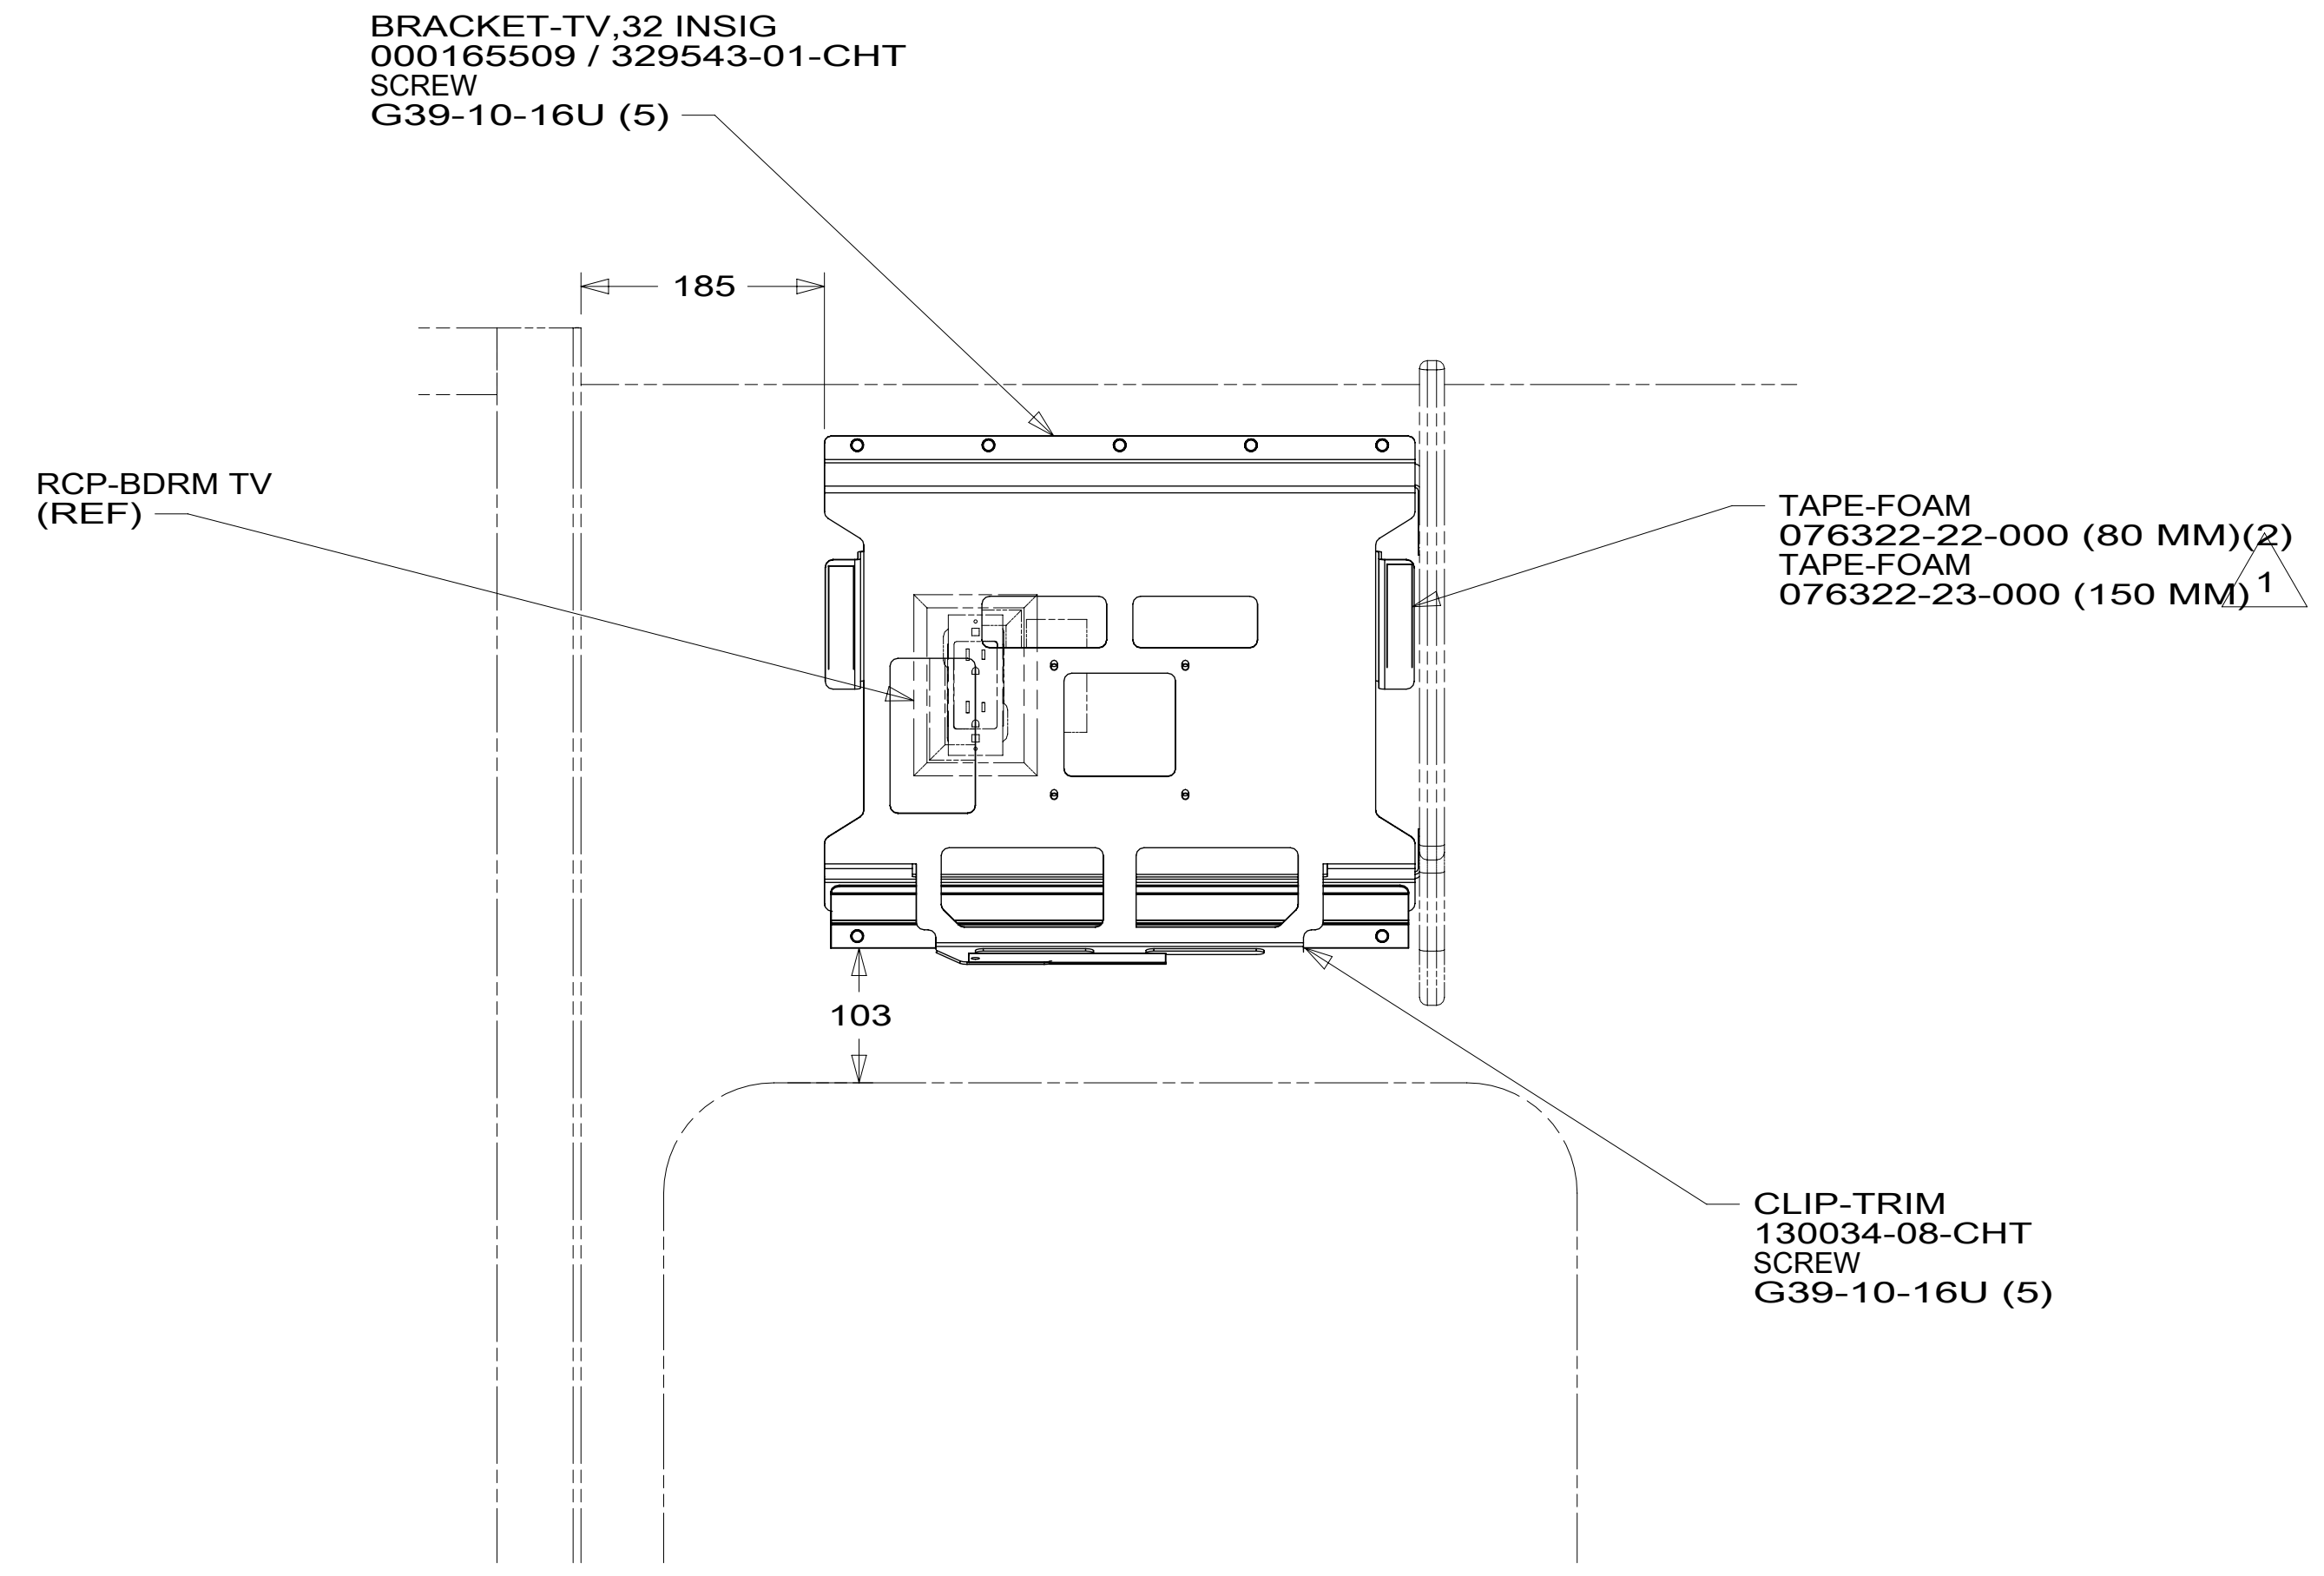 BRACKET-TV,32 INSIG
000165509 / 329543-01-CHT
SCREW
G39-10-16U (5)
185
RCP-BDRM TV
(REF)
TAPE-FOAM
076322-22-000 (80 MM)(2)
TAPE-FOAM
076322-23-000 (150 MM)
1
103
CLIP-TRIM
130034-08-CHT
SCREW
G39-10-16U (5)